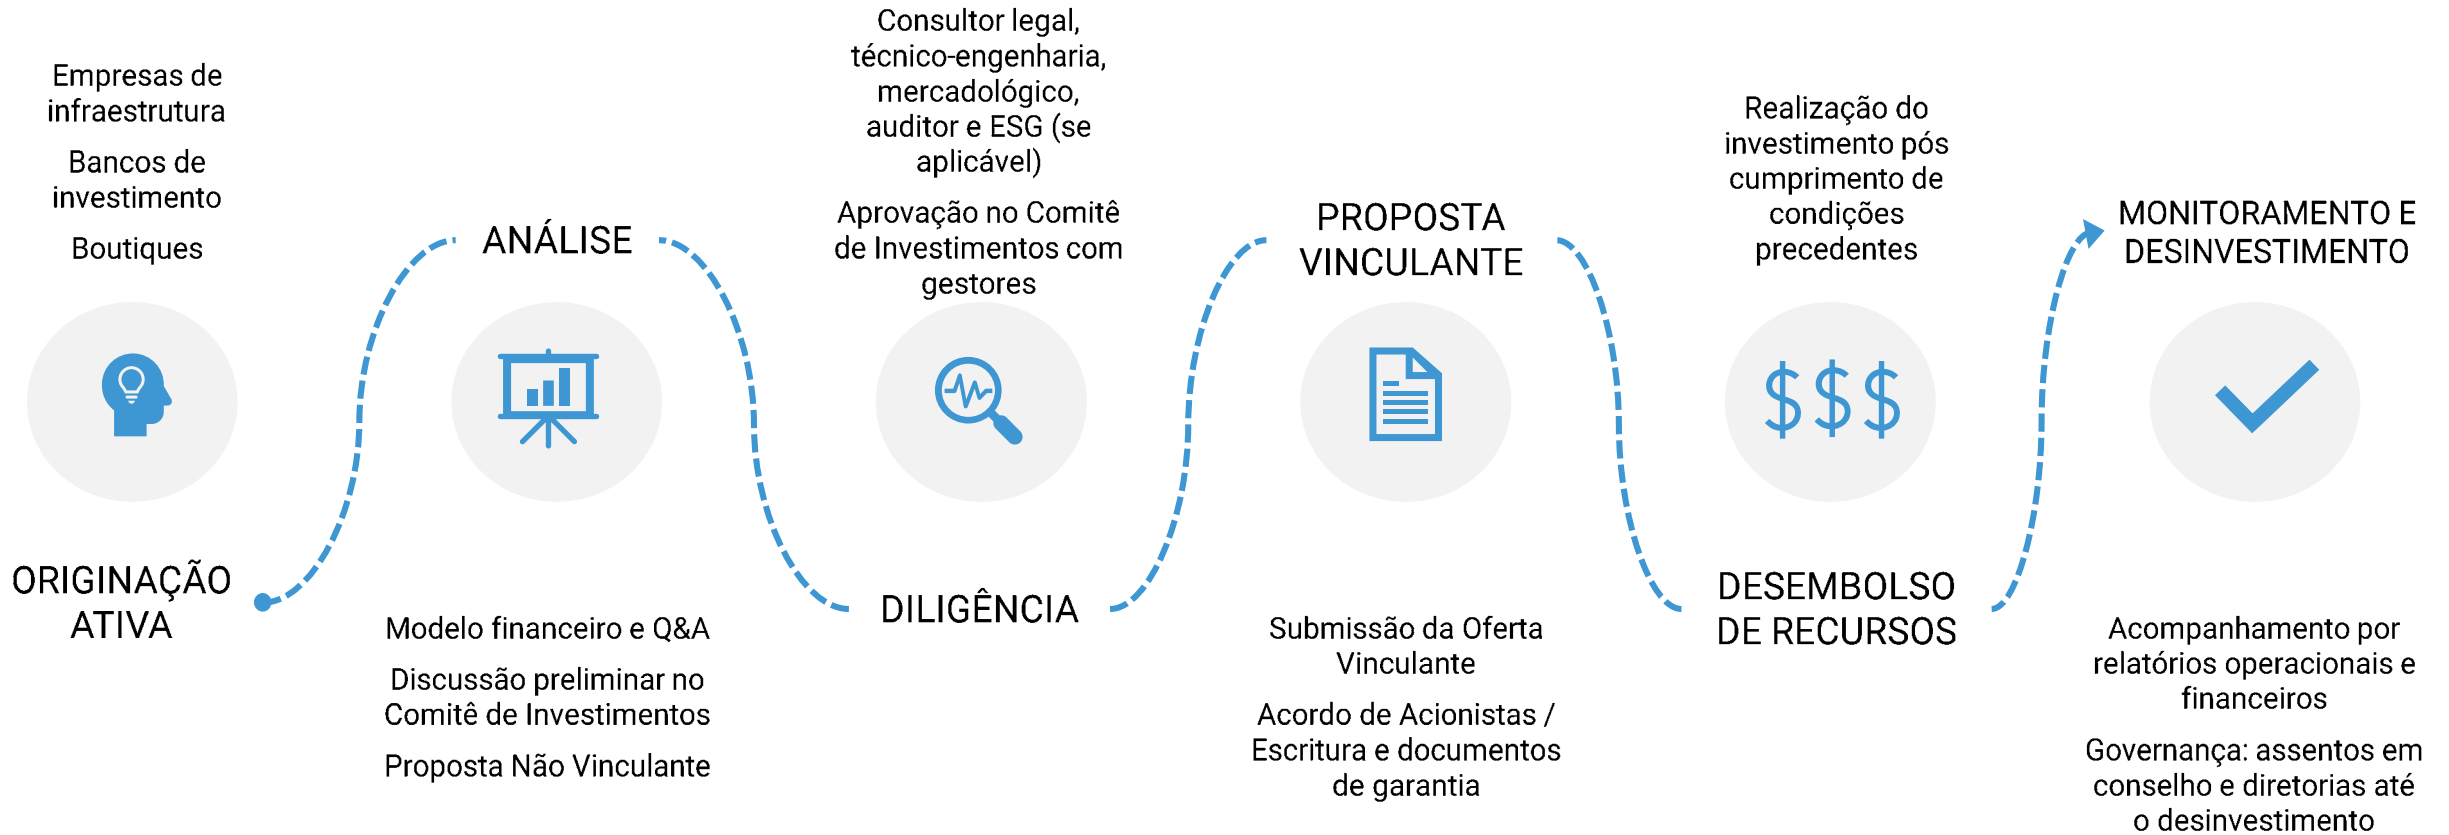 Empresas de
infraestrutura
Bancos de
investimento
Boutiques
ORIGINAÇÃO
ATIVA
ANÁLISE
Modelo financeiro e Q&A
Discussão preliminar no
Comitê de Investimentos
Proposta Não Vinculante
Consultor legal,
técnico-engenharia,
mercadológico,
auditor e ESG (se
aplicável)
Aprovação no Comitê
de Investimentos com
gestores
DILIGÊNCIA
PROPOSTA
VINCULANTE
Submissão da Oferta
Vinculante
Acordo de Acionistas /
Escritura e documentos
de garantia
Realização do
investimento pós
cumprimento de
condições
precedentes
$$$
DESEMBOLSO
DE RECURSOS
MONITORAMENTO E
DESINVESTIMENTO
Acompanhamento por
relatórios operacionais e
financeiros
Governança: assentos em
conselho e diretorias até
o desinvestimento